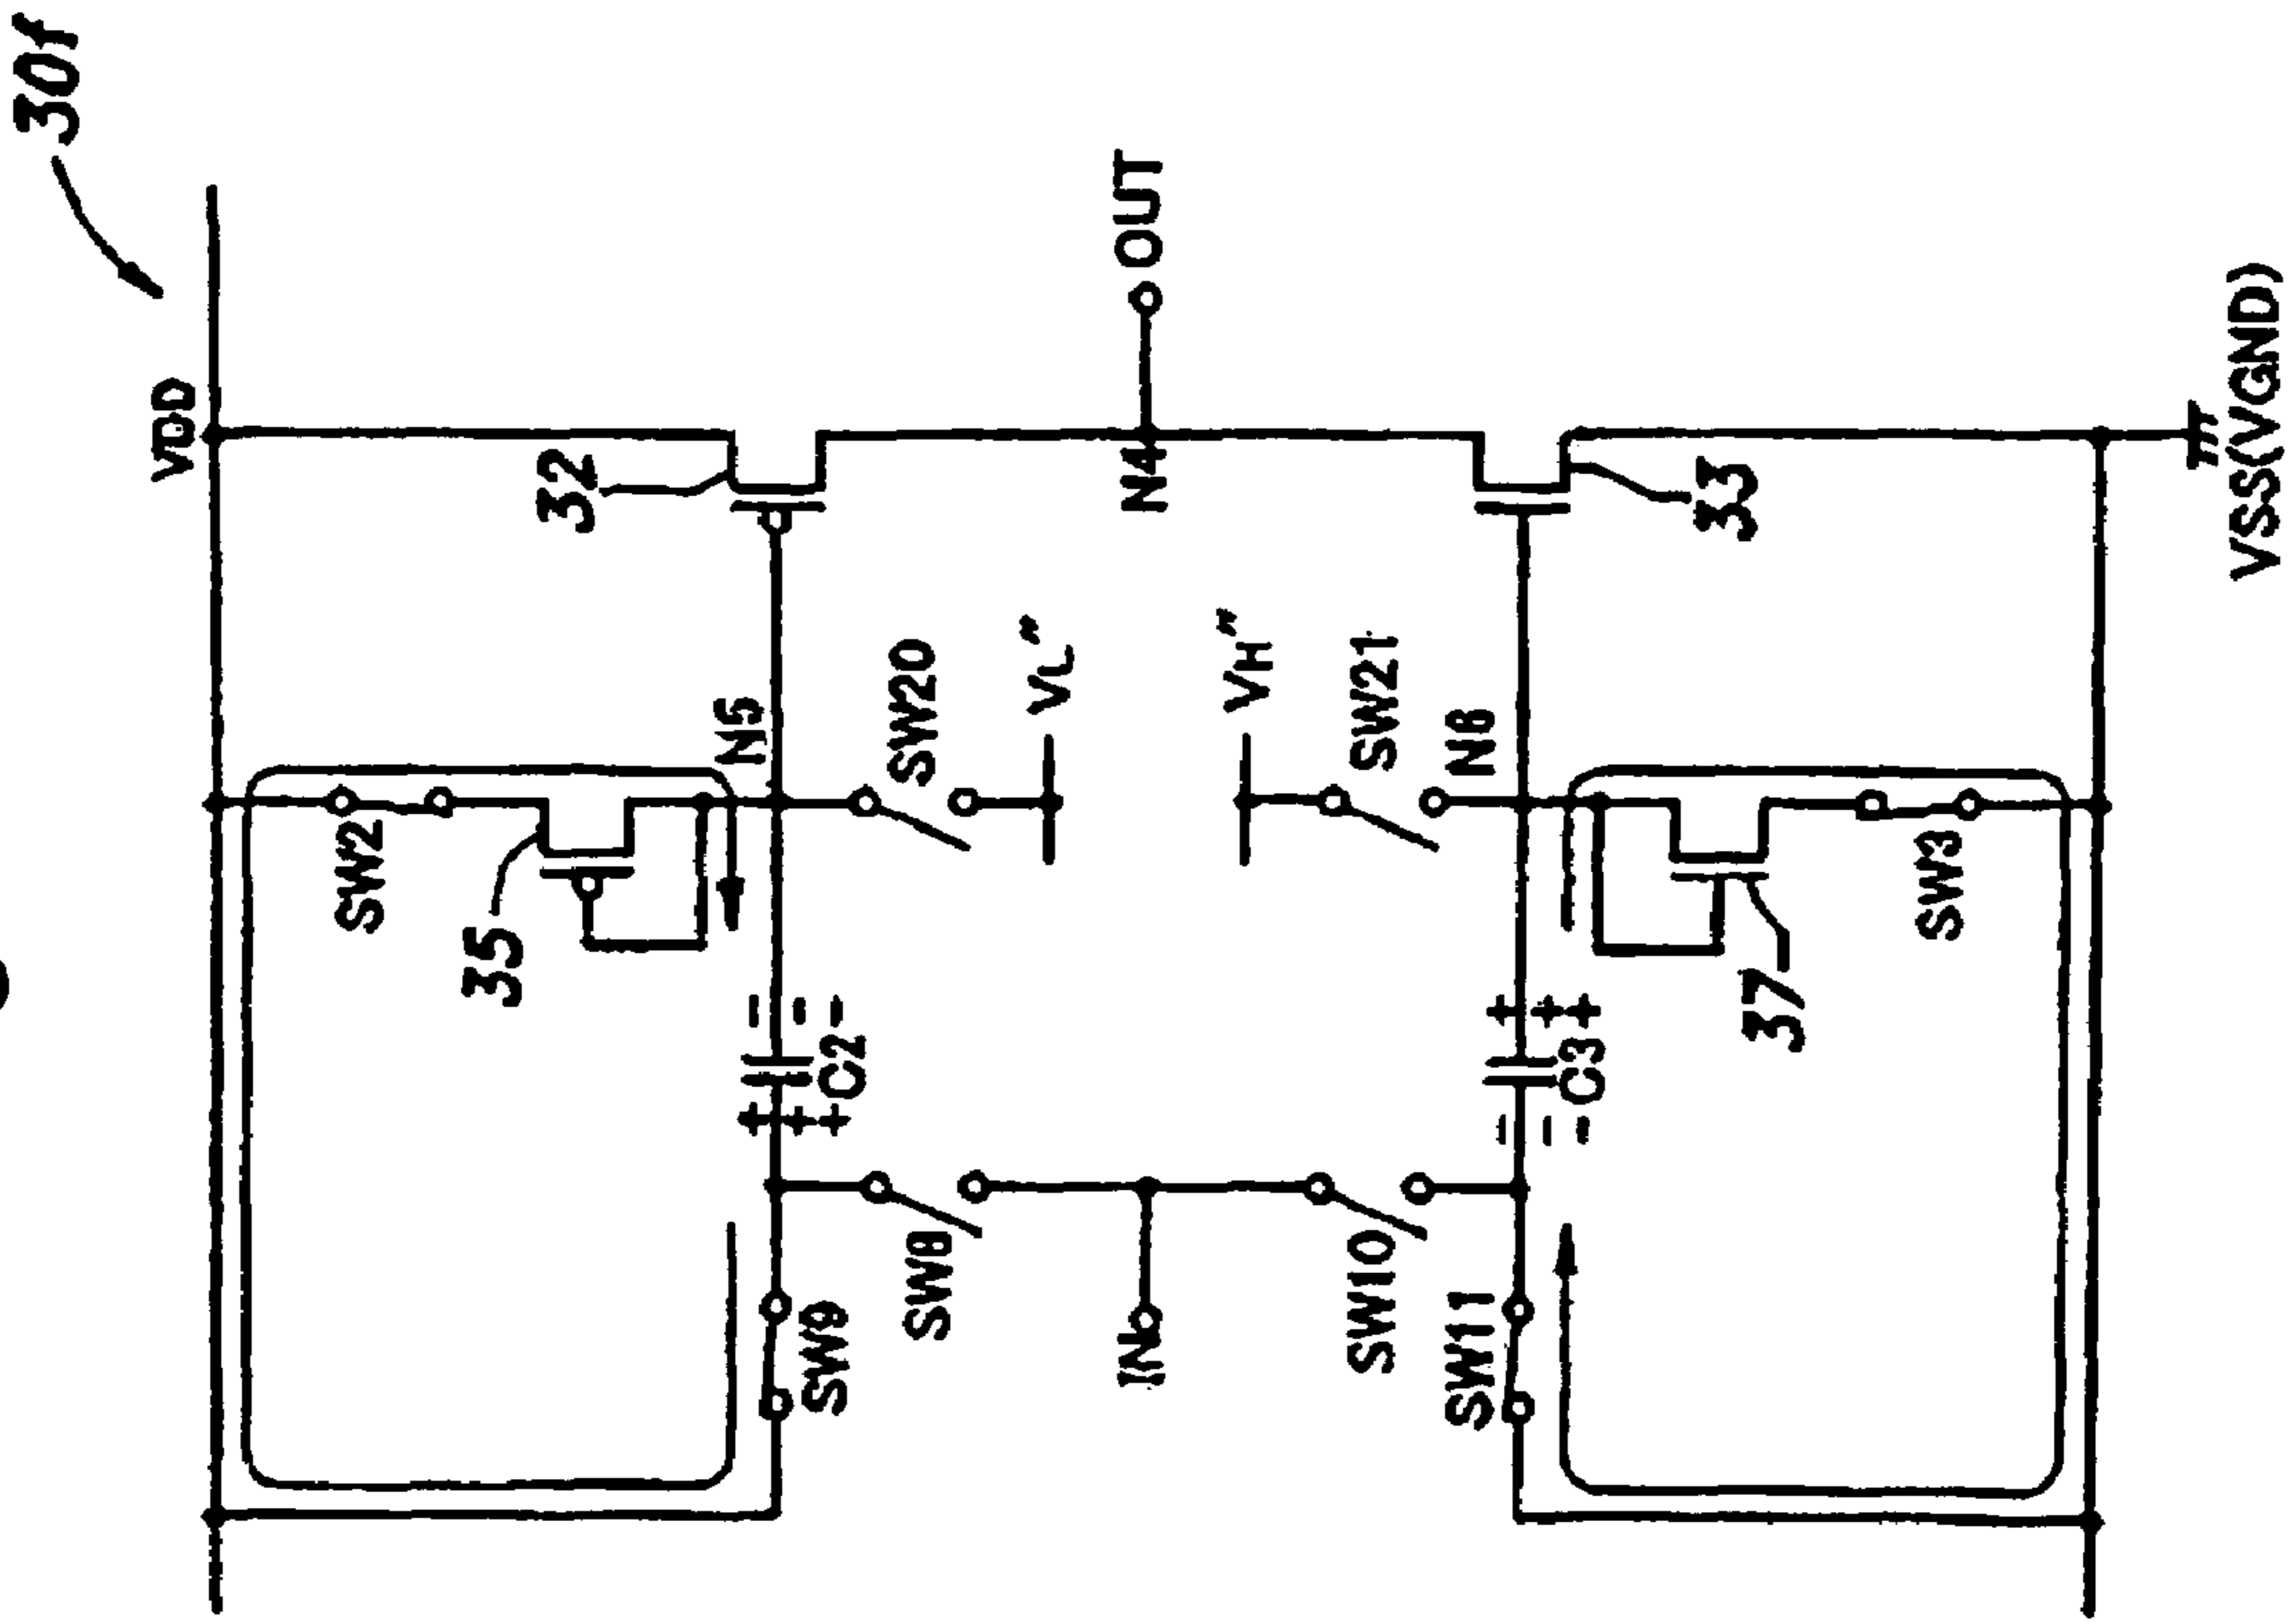 30f
VDD
SW2
35
32
N5
C2
SW9
SW20
SW8
VL"
IN
N4
OUT
VH"
SW10
SW21
SW11
N8
C3
33
37
SW3
VSS(VGND)